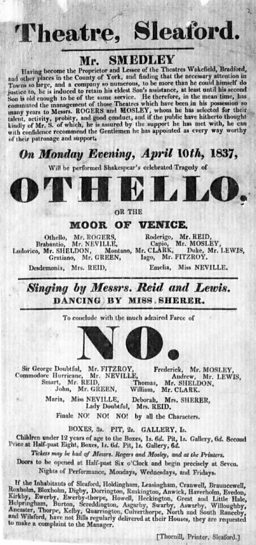 Theatre, Sleaford.
Mr. SMEDLEY
Having become the Proprietor and Lessee of the Theatres Wakefield, Bradford,
and other places in the County of York, and finding that the necessary attention in
Towns so large, and a company so numerous, to be more than he could himself do
justice to, he is induced to retain his eldest Son's assistance, at least until his second
Son is old enough to be of the same service. He therefore, in the mean time, has
committed the management of those Theatres which have been in his possession so
many years to Messrs. ROGERS and MOSLEY, whom he has selected for their
talent, activity, probity, and good conduct, and if the public have hitherto thought
kindly of Mr. S. of which, he is assured by the support he has met with, he can
with confidence recommend the Gentlemen he has appointed as every way worthy
of their patronage and support.
On Monday Evening, April 10th, 1837,
Will be performed Shakespear's celebrated Tragedy of
OTHELLO,
OR THE
MOOR OF VENICE.
Othello, Mr. ROGERS, Roderigo, Mr. REID,
Brabantio, Mr. NEVILLE, Cassio, Mr. MOSLEY,
Ludovico, Mr. SHELDON, Montano, Mr. CLARK, Duke, Mr. LEWIS,
Gratiano, Mr. GREEN, Iago, Mr. FITZROY,
Desdemonia, Mrs. REID, Emelia, Miss NEVILLE.
Singing by Messrs. Reid and Lewis.
DANCING BY MISS SHERER.
To conclude with the much admired Farce of
NO.
Sir George Doubtful, Mr. FITZROY, Frederick, Mr. MOSLEY,
Commodore Hurricane, Mr. NEVILLE, Andrew, Mr. LEWIS,
Smart, Mr. REID, Thomas, Mr. SHELDON,
John, Mr. GREEN, William, Mr. CLARK.
Maria, Miss NEVILLE, Deborah, Mrs. SHERER,
Lady Doubtful, Mrs. REID.
Finale NO! NO! NO! by all the Characters.
BOXES, 3s. PIT, 2s. GALLERY, 1s.
Children under 12 years of age to the Boxes, 1s. 6d. Pit, 1s. Gallery, 6d. Second
Price at Half-past Eight, Boxes, 1s. 6d. Pit, 1s. Gallery, 6d.
Tickets may be had of Messrs. Rogers and Mosley, and at the Printers.
Doors to be opened at Half-past Six o'Clock and begin precisely at Seven.
Nights of Performance, Mondays, Wednesdays, and Fridays.
If the Inhabitants of Sleaford, Holdingham, Leasingham, Cranwell, Brauncewell,
Roxholm, Bloxholm, Digby, Dorrington, Ruskington, Anwick, Haverholm, Evedon,
Kirkby, Ewerby, Ewerby-thorpe, Howell, Heckington, Great and Little Hale,
Helpringham, Burton, Scredington, Asgarby, Swarby, Aswarby, Willoughby,
Ancaster, Thorpe, Kelby, Quarrington, Culverthorpe, North and South Rauceby,
and Wilsford, have not Bills regularly delivered at their Houses, they are requested
to make a complaint to the Manager.
[Thornill, Printer, Sleaford.]